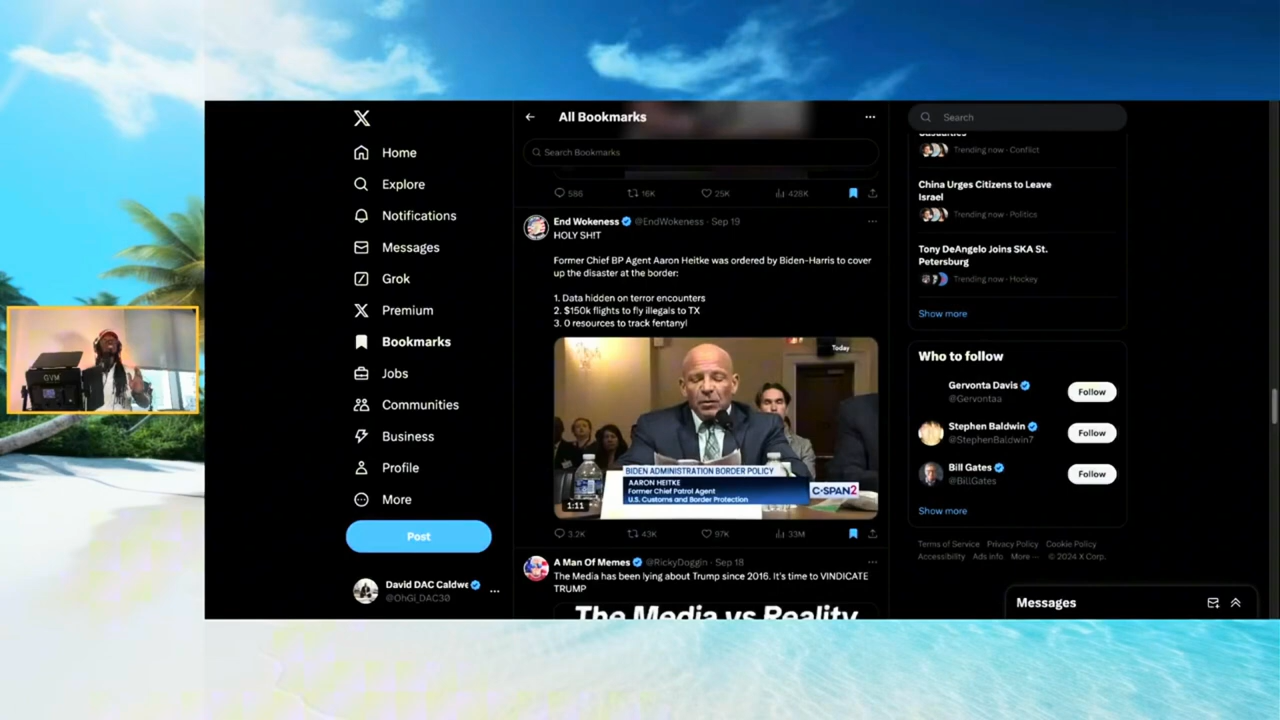 All Bookmarks
Search Bookmarks
586
16K
25K
428K
End Wokeness @EndWokeness · Sep 19
HOLY SH!T
Former Chief BP Agent Aaron Heitke was ordered by Biden-Harris to cover
up the disaster at the border:
1. Data hidden on terror encounters
2. $150k flights to fly illegals to TX
3. 0 resources to track fentanyl
Today
BIDEN ADMINISTRATION BORDER POLICY
AARON HEITKE
Former Chief Patrol Agent
U.S. Customs and Border Protection
C-SPAN2
1:11
3.2K
43K
97K
33M
A Man Of Memes @RickyDoggin · Sep 18
The Media has been lying about Trump since 2016. It's time to VINDICATE
TRUMP
The Media vs Reality
Home
Explore
Notifications
Messages
Grok
Premium
Bookmarks
Jobs
Communities
Business
Profile
More
Post
David DAC Caldwe
@OhGi_DAC30
Search
Casualties
Trending now · Conflict
China Urges Citizens to Leave
Israel
Trending now · Politics
Tony DeAngelo Joins SKA St.
Petersburg
Trending now · Hockey
Show more
Who to follow
Gervonta Davis
@Gervontaa
Follow
Stephen Baldwin
@StephenBaldwin7
Follow
Bill Gates
@BillGates
Follow
Show more
Terms of Service Privacy Policy Cookie Policy
Accessibility Ads info More ··· © 2024 X Corp.
Messages
GVM